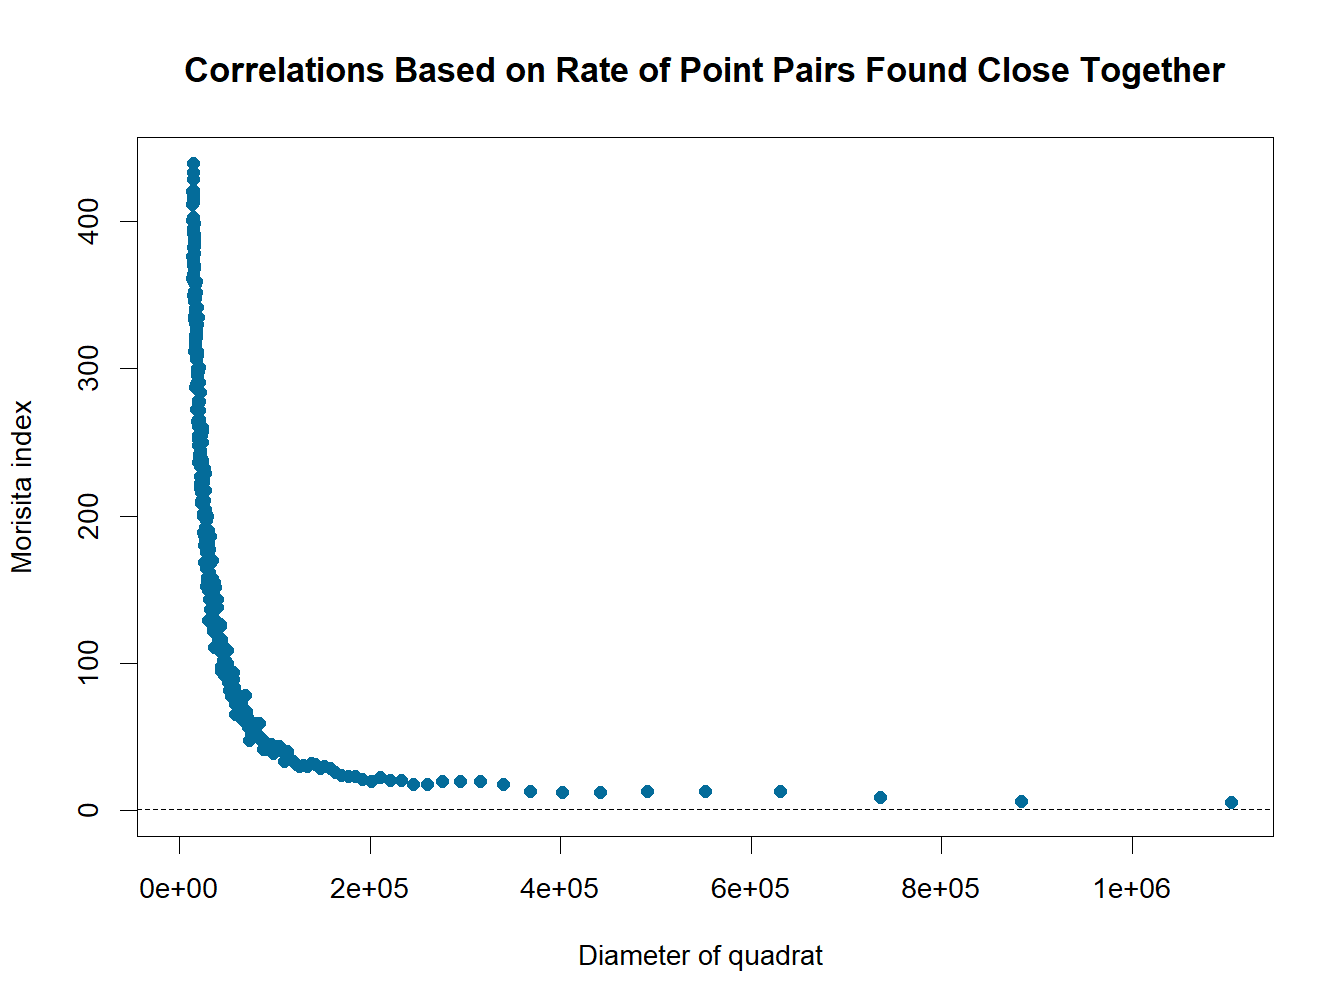 Correlations Based on Rate of Point Pairs Found Close Together
400
300
200
100
0
Morisita index
0e+00 2e+05 4e+05 6e+05 8e+05 1e+06
Diameter of quadrat